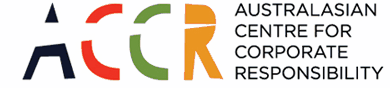 ACCR
AUSTRALASIAN
CENTRE FOR
CORPORATE
RESPONSIBILITY